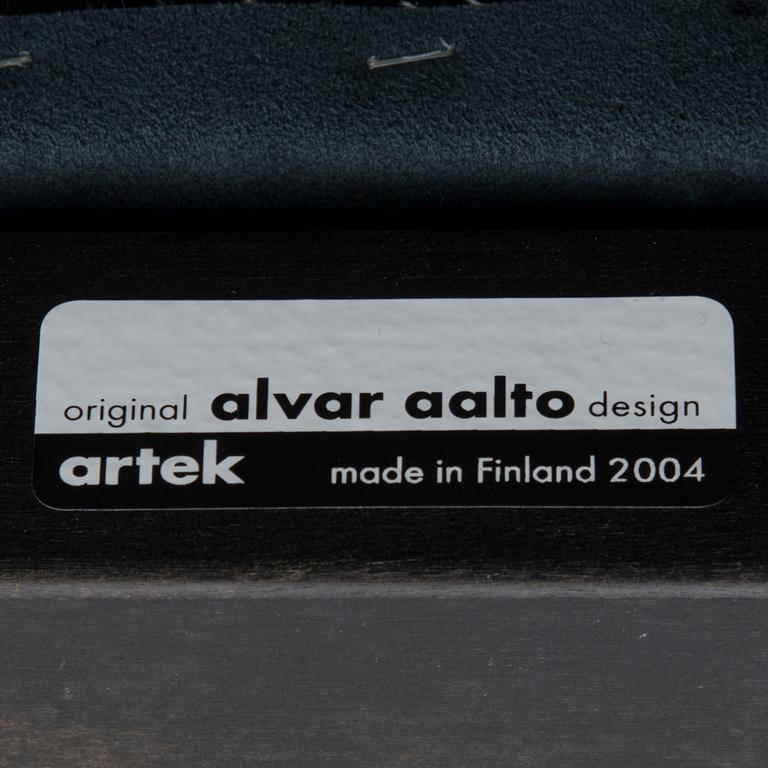 original alvar aalto design
artek made in Finland 2004